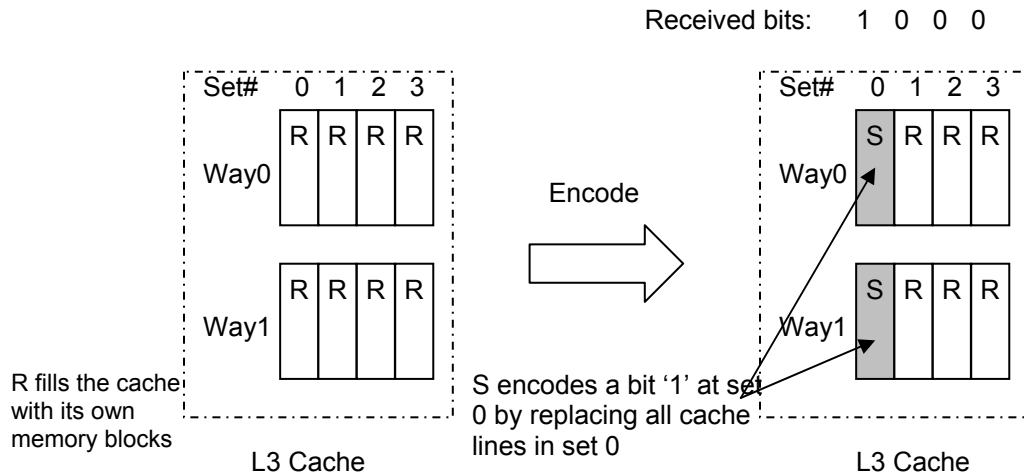 Received bits: 1 0 0 0
Set# 0 1 2 3
R R R R
Way0
R R R R
Way1
R fills the cache
with its own
memory blocks
L3 Cache
Encode
S encodes a bit ‘1’ at set
0 by replacing all cache
lines in set 0
Set# 0 1 2 3
S R R R
Way0
S R R R
Way1
L3 Cache